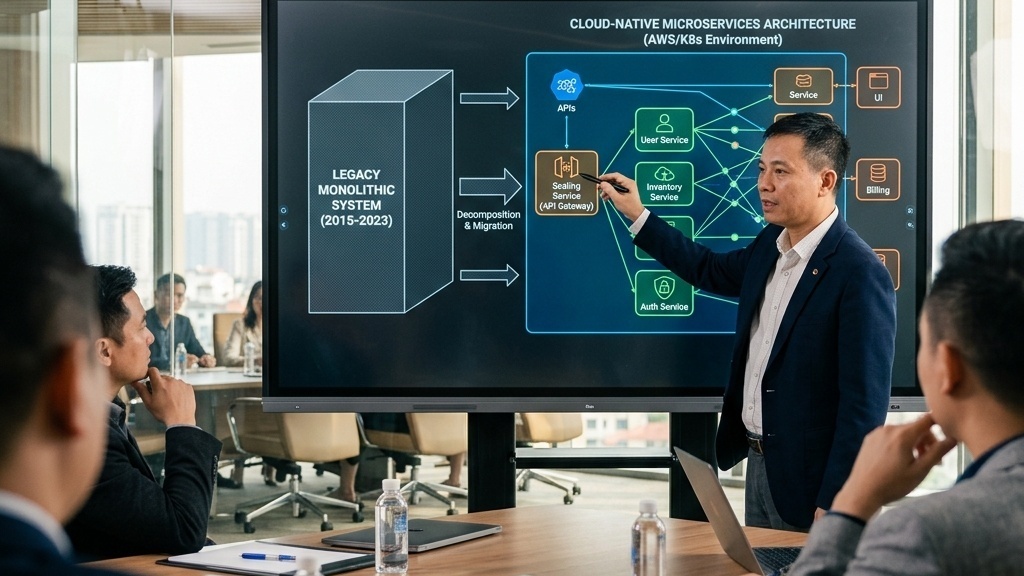 CLOUD-NATIVE MICROSERVICES ARCHITECTURE
(AWS/K8s Environment)
LEGACY
MONOLITHIC
SYSTEM
(2015-2023)
Decomposition
& Migration
APIs
Sealing
Service
(API Gateway)
Ueer Service
Inventory
Service
Auth Service
Service
UI
Billing